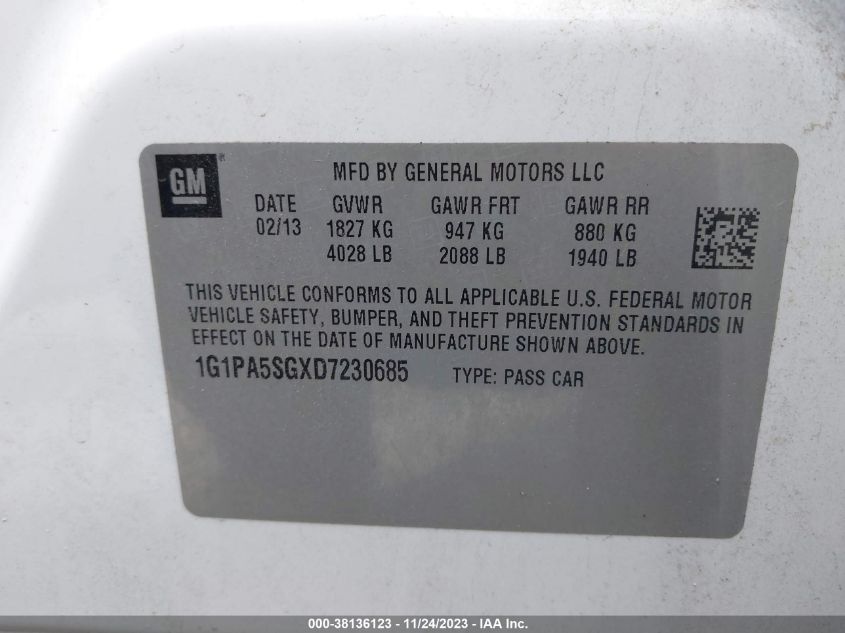 GM®
MFD BY GENERAL MOTORS LLC
DATE GVWR GAWR FRT GAWR RR
02/13 1827 KG 947 KG 880 KG
4028 LB 2088 LB 1940 LB
THIS VEHICLE CONFORMS TO ALL APPLICABLE U.S. FEDERAL MOTOR
VEHICLE SAFETY, BUMPER, AND THEFT PREVENTION STANDARDS IN
EFFECT ON THE DATE OF MANUFACTURE SHOWN ABOVE.
1G1PA5SGXD7230685 TYPE: PASS CAR
000-38136123 - 11/24/2023 - IAA Inc.